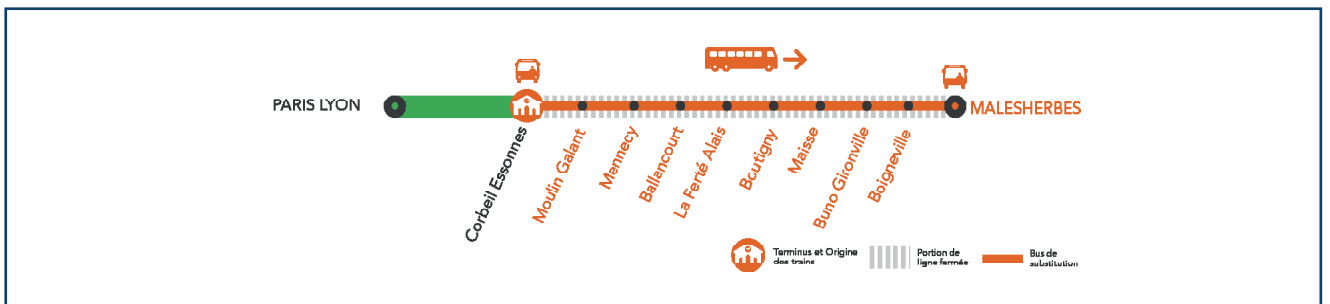 PARIS LYON
Corbeil Essonnes
Moulin Galant
Mennecy
Ballancourt
La Ferté Alais
Boutigny
Maisse
Buno Gironville
Boigneville
MALESHERBES
Terminus et Origine
des trains
Portion de
ligne fermée
Bus de
substitution